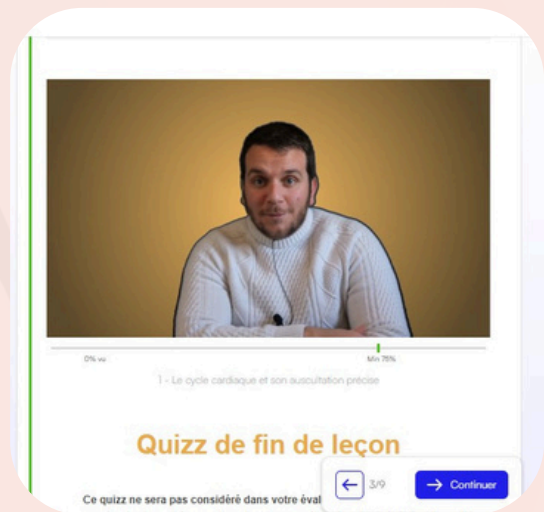 0% vu
Min 75%
1 - Le cycle cardiaque et son auscultation précise
Quizz de fin de leçon
Ce quizz ne sera pas considéré dans votre éval
3/9
Continuer